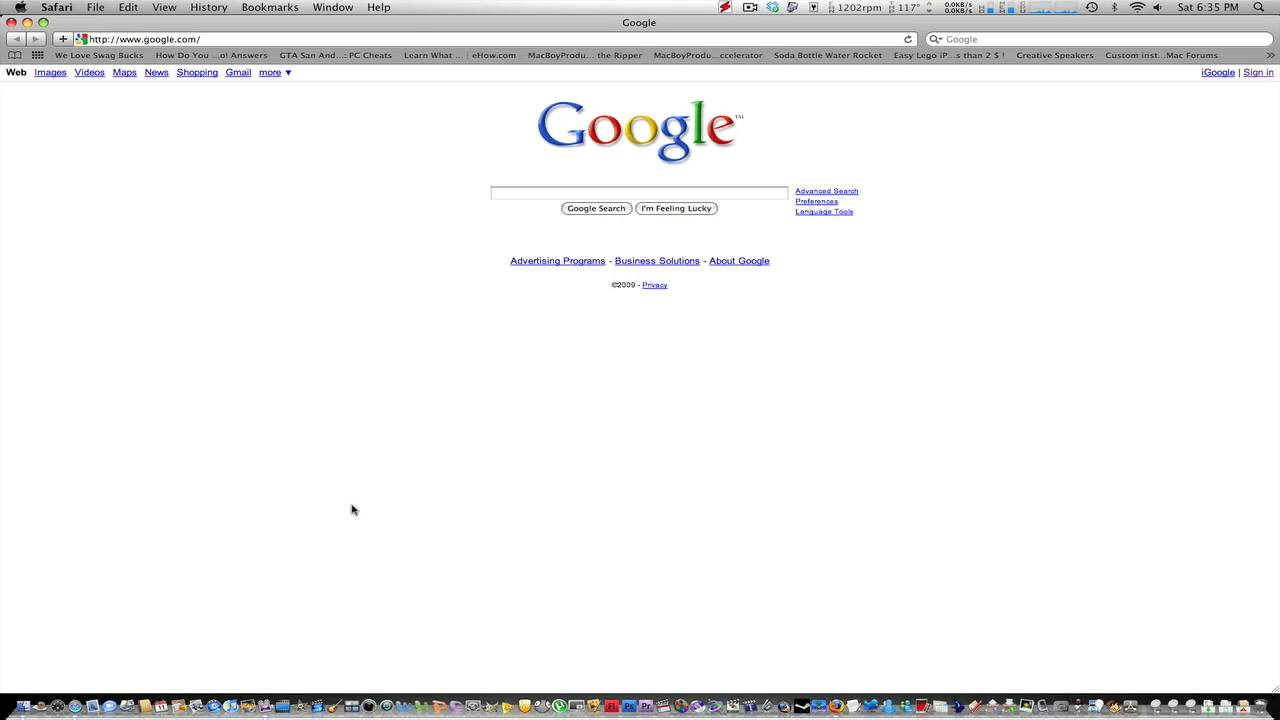 Safari File Edit View History Bookmarks Window Help 1202rpm 117° 0.0KB/s 0.0KB/s Sat 6:35 PM
Google
http://www.google.com/ Google
We Love Swag Bucks How Do You ...o! Answers GTA San And...: PC Cheats Learn What ... | eHow.com MacBoyProdu... the Ripper MacBoyProdu...ccelerator Soda Bottle Water Rocket Easy Lego iP...s than 2 $ ! Creative Speakers Custom inst...Mac Forums
Web Images Videos Maps News Shopping Gmail more ▼ iGoogle | Sign in
Google™
Advanced Search
Preferences
Language Tools
Google Search I'm Feeling Lucky
Advertising Programs - Business Solutions - About Google
©2009 - Privacy
Fl Ps Pr